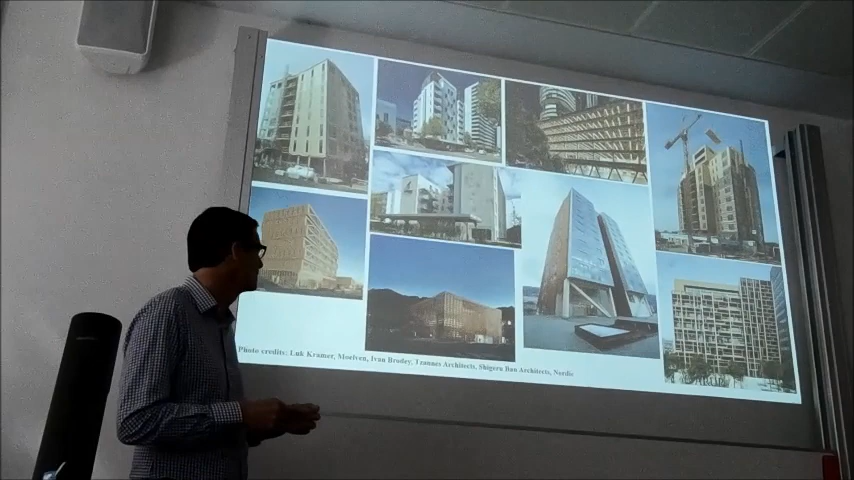 Photo credits: Luk Kramer, Moelven, Ivan Brodey, Tzannes Architects, Shigeru Ban Architects, Nordic